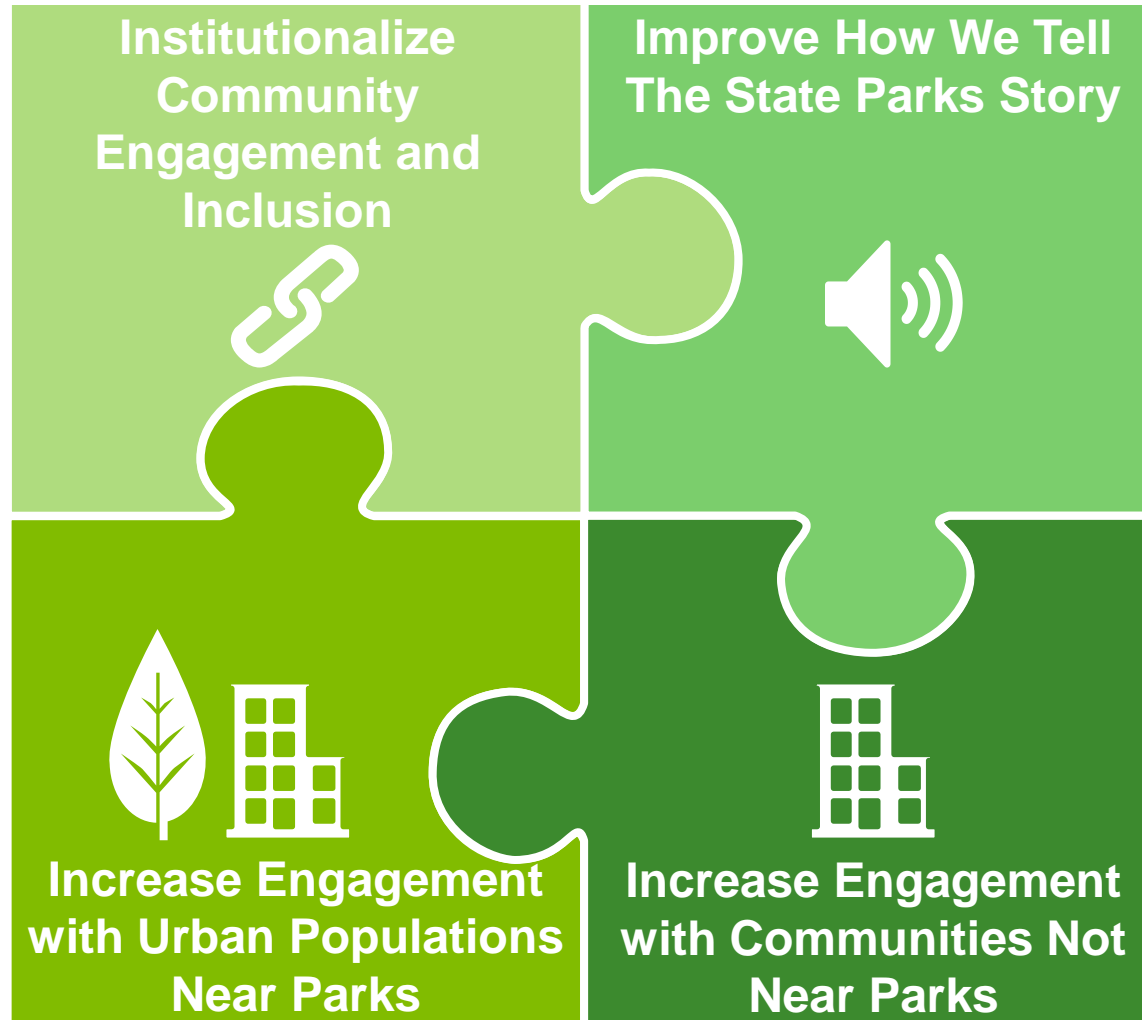 Institutionalize
Community
Engagement and
Inclusion
Improve How We Tell
The State Parks Story
Increase Engagement
with Urban Populations
Near Parks
Increase Engagement
with Communities Not
Near Parks